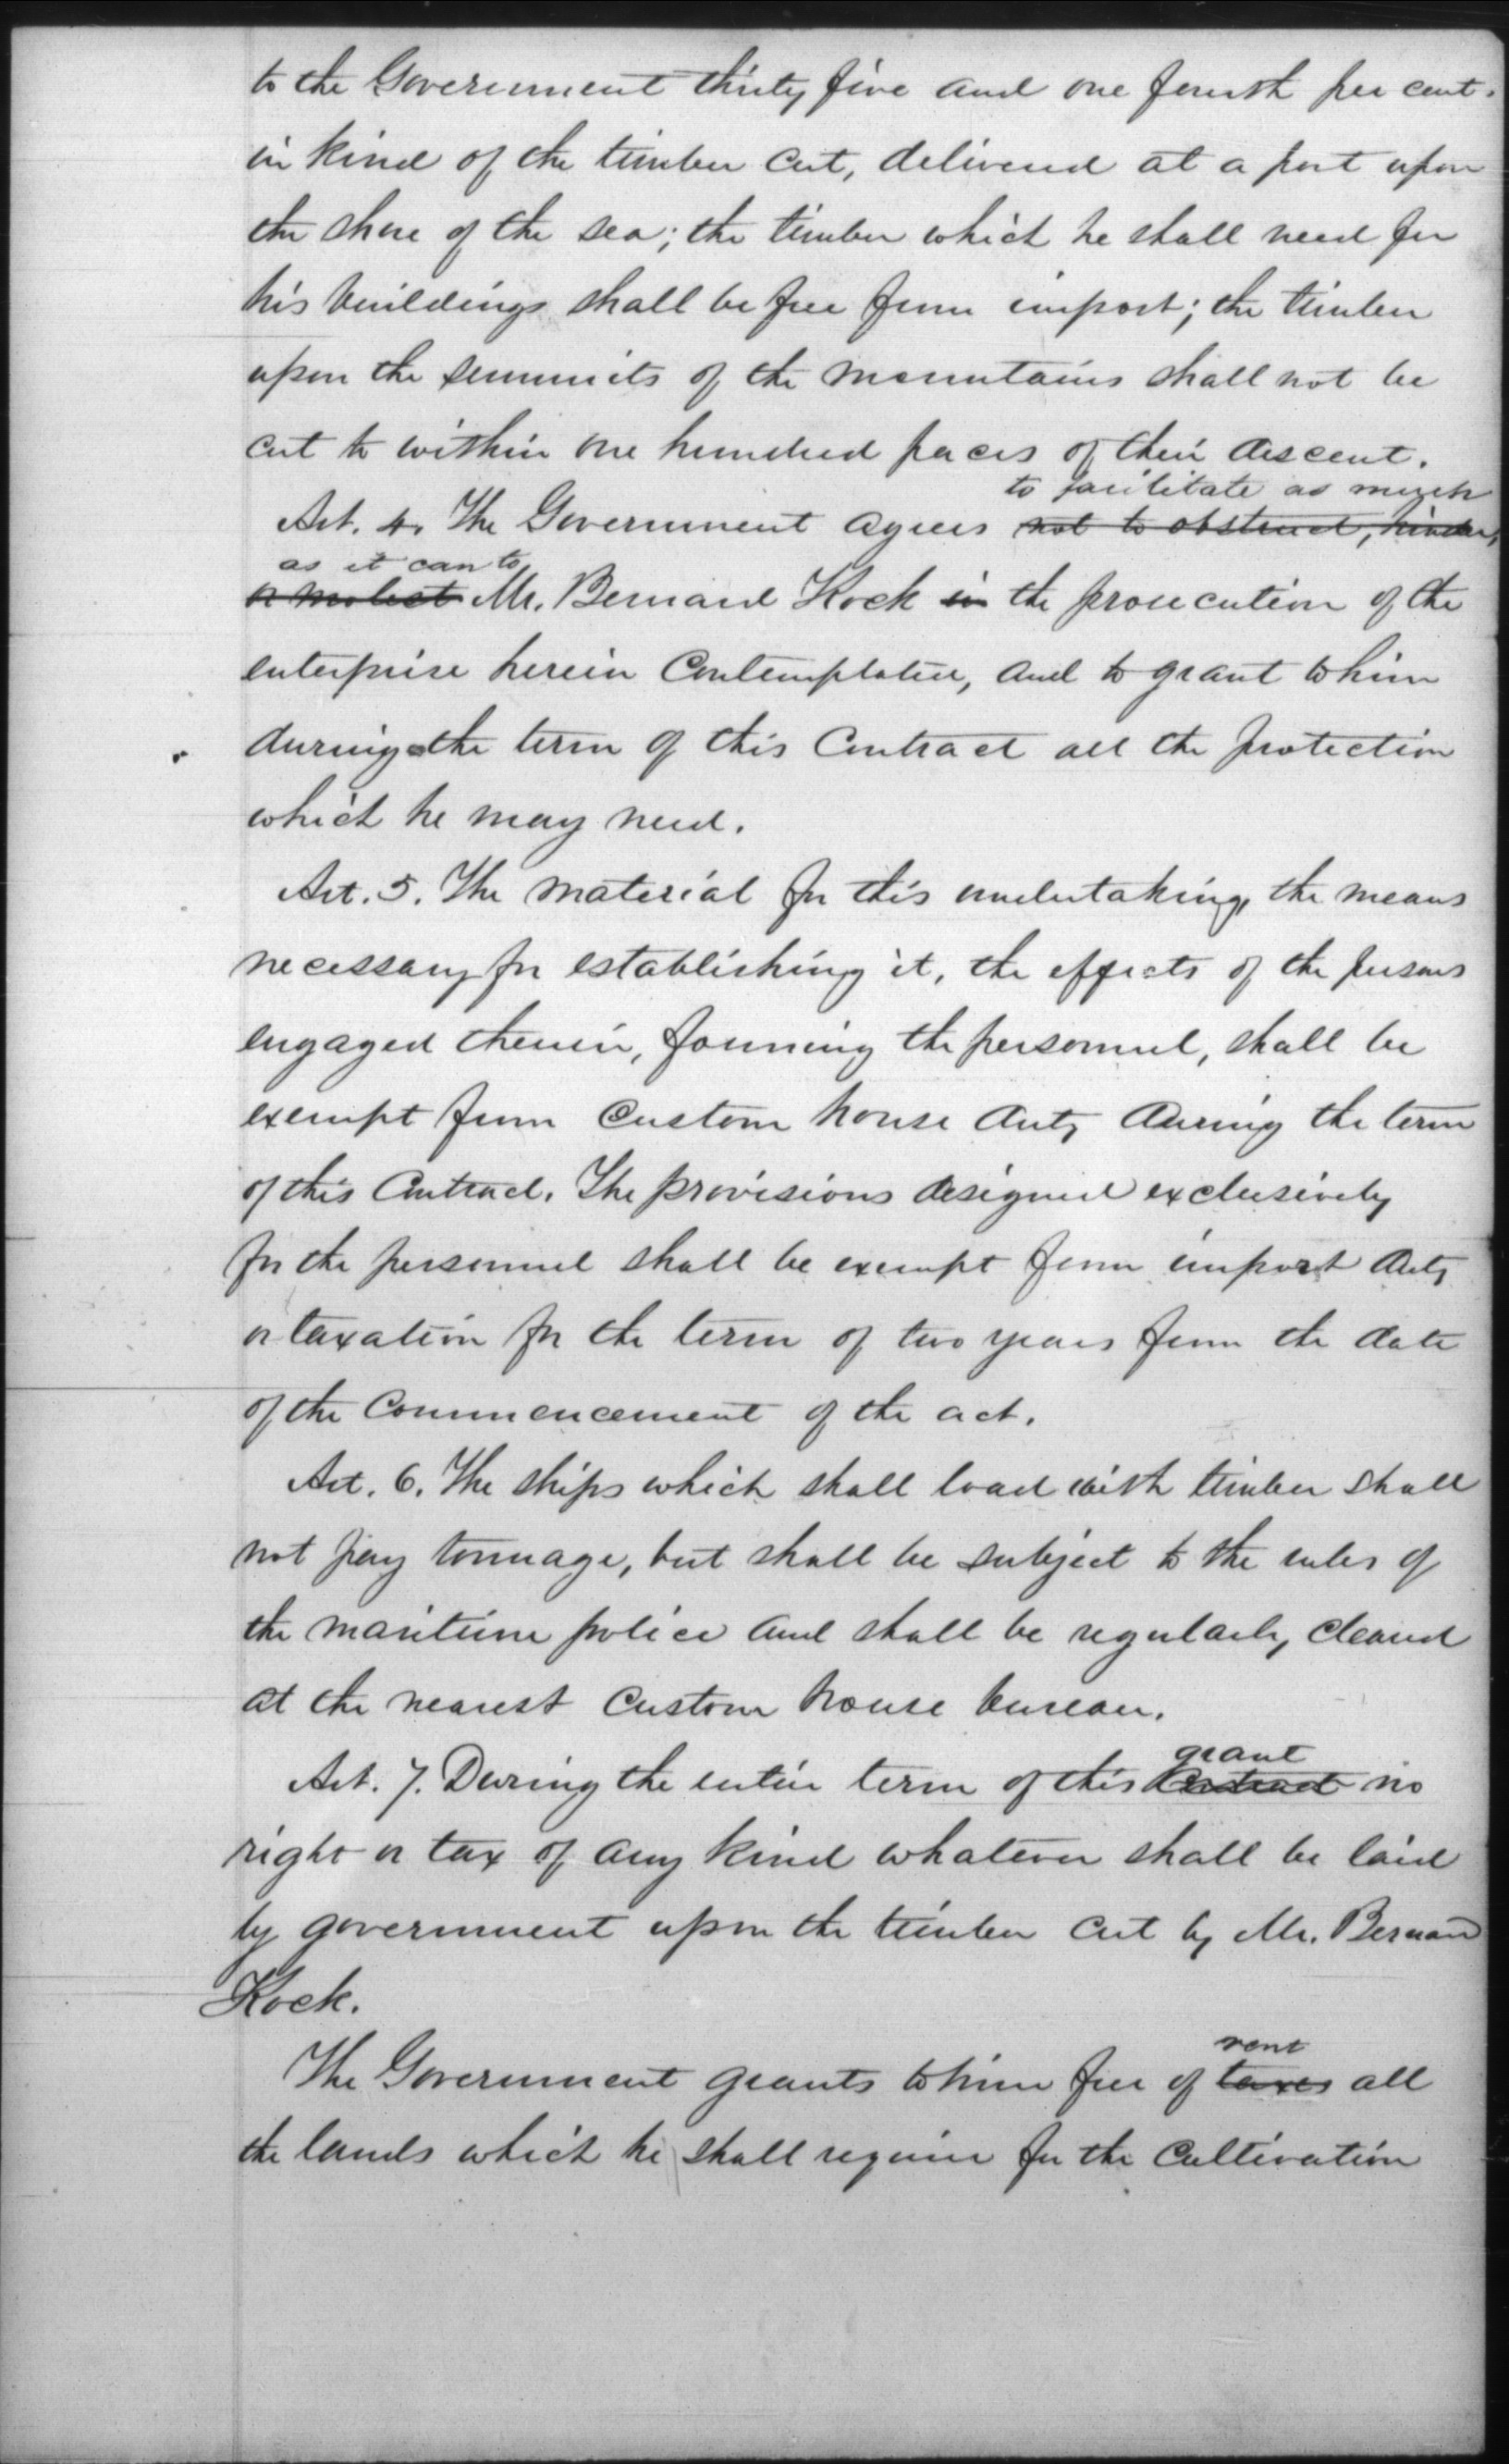 to the Government thirty five and one fourth per cent.
in kind of the timber cut, delivered at a port upon
the shore of the sea; the timber which he shall need for
his buildings shall be free from impost; the timber
upon the summits of the mountains shall not be
cut to within one hundred paces of their descent.
to facilitate as much
Art. 4. The Government agrees not to obstruct, hinder,
as it can to
or molest Mr. Bernard Kock in the prosecution of the
enterprise herein contemplated, and to grant to him
during the term of this Contract all the protection
which he may need.
Art. 5. The material for this undertaking, the means
necessary for establishing it, the effects of the persons
engaged therein, forming the personnel, shall be
exempt from Custom house duty during the term
of this Contract. The provisions designed exclusively
for the personnel shall be exempt from import duty
or taxation for the term of two years from the date
of the Commencement of the act.
Art. 6. The ships which shall load with timber shall
not pay tonnage, but shall be subject to the rules of
the maritime police and shall be regularly cleared
at the nearest Custom house bureau.
grant
Art. 7. During the entire term of this Contract no
right or tax of any kind whatever shall be laid
by government upon the timber cut by Mr. Bernard
Kock.
rent
The Government grants to him free of taxes all
the lands which he shall require for the Cultivation